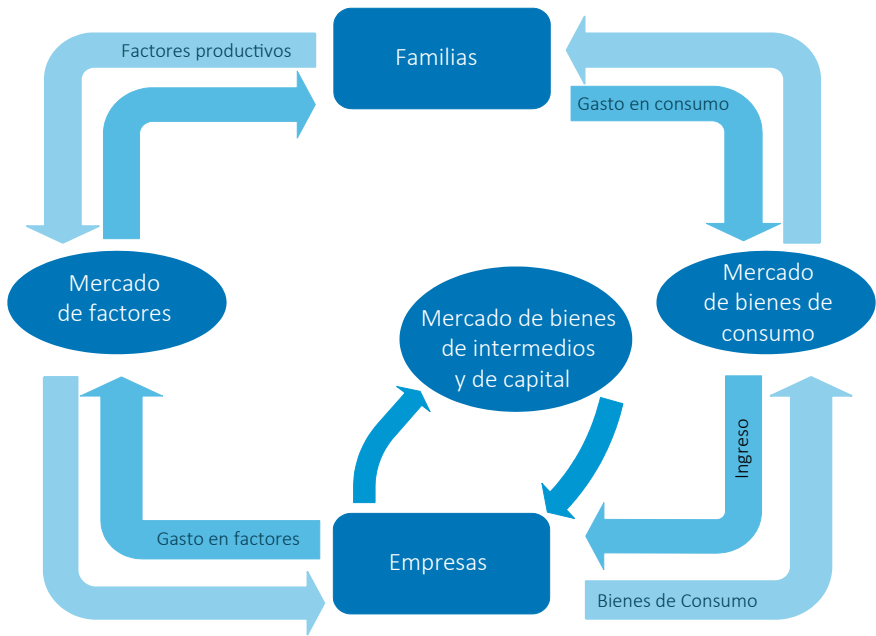 Factores productivos
Familias
Gasto en consumo
Mercado
de factores
Mercado de bienes
de intermedios
y de capital
Mercado
de bienes de
consumo
Ingreso
Gasto en factores
Empresas
Bienes de Consumo